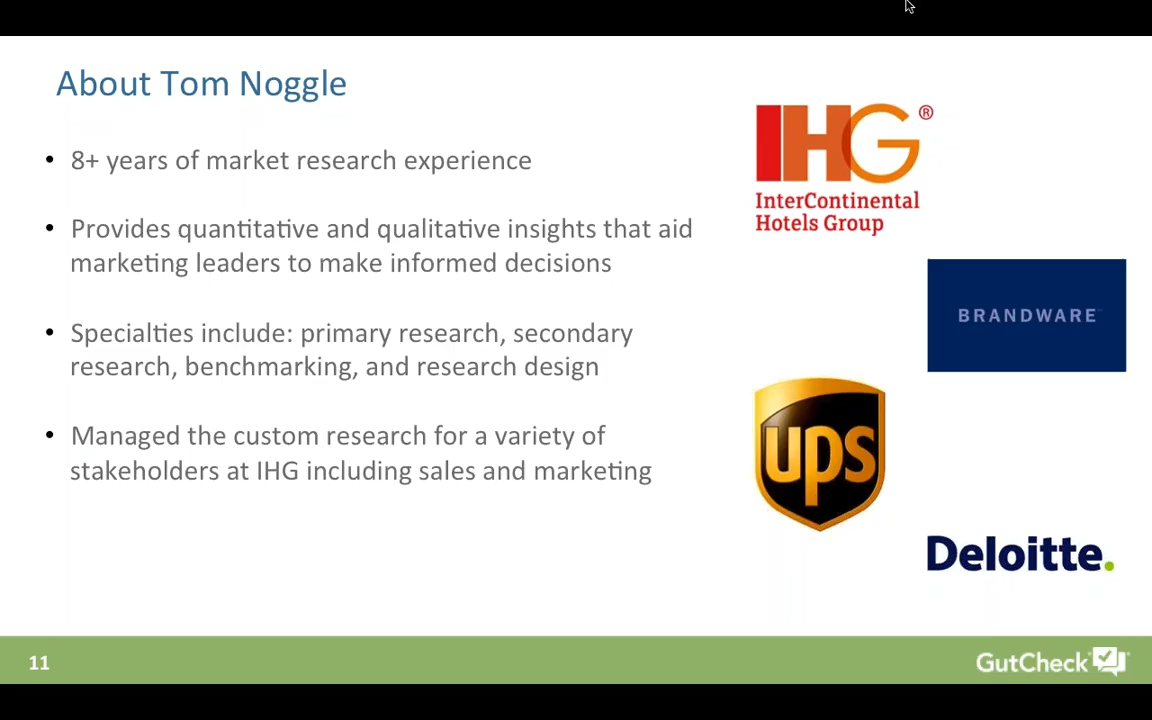 About Tom Noggle
• 8+ years of market research experience
• Provides quantitative and qualitative insights that aid
marketing leaders to make informed decisions
• Specialties include: primary research, secondary
research, benchmarking, and research design
• Managed the custom research for a variety of
stakeholders at IHG including sales and marketing
IHG®
InterContinental
Hotels Group
BRANDWARE
ups
Deloitte.
11
GutCheck